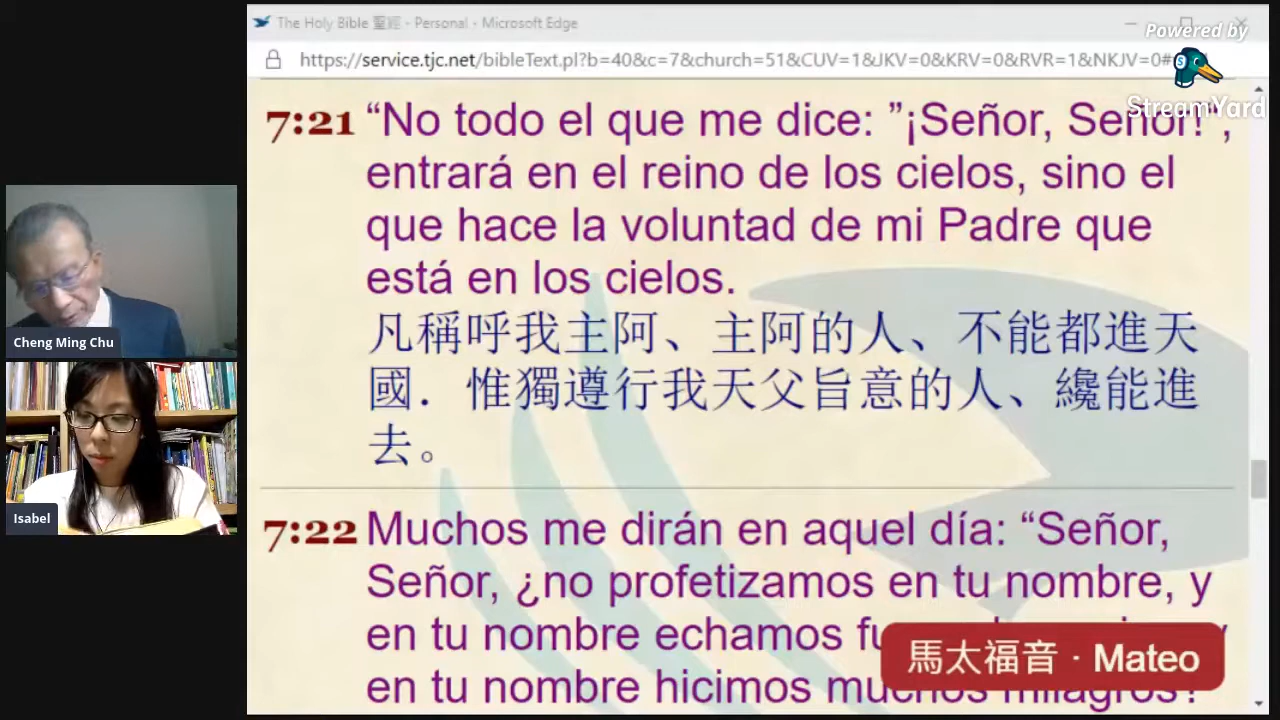 The Holy Bible 聖經 - Personal - Microsoft Edge
Powered by
StreamYard
https://service.tjc.net/bibleText.pl?b=40&c=7&church=51&CUV=1&JKV=0&KRV=0&RVR=1&NKJV=0#
7:21 “No todo el que me dice: ”¡Señor, Señor!",
entrará en el reino de los cielos, sino el
que hace la voluntad de mi Padre que
está en los cielos.
凡稱呼我主阿、主阿的人、不能都進天
國．惟獨遵行我天父旨意的人、纔能進
去。
7:22 Muchos me dirán en aquel día: “Señor,
Señor, ¿no profetizamos en tu nombre, y
en tu nombre echamos
en tu nombre hicimos muchos milagros?
馬太福音 · Mateo
Cheng Ming Chu
Isabel